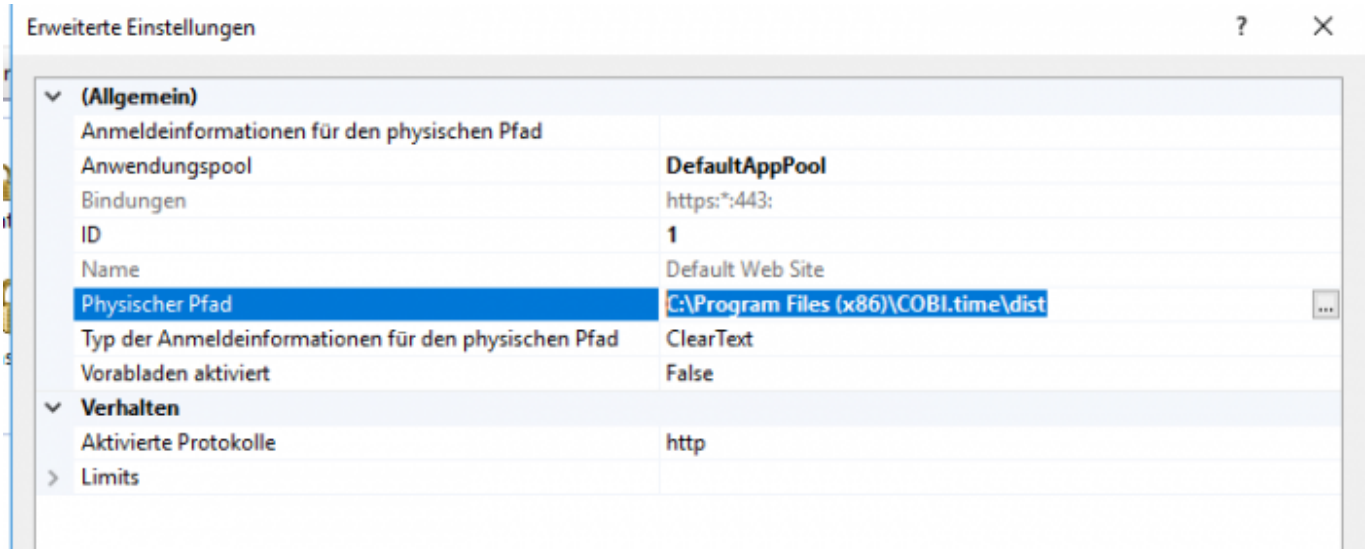 Erweiterte Einstellungen
(Allgemein)
Anmeldeinformationen für den physischen Pfad
Anwendungspool DefaultAppPool
Bindungen https:*:443:
ID 1
Name Default Web Site
Physischer Pfad C:\Program Files (x86)\COBI.time\dist ...
Typ der Anmeldeinformationen für den physischen Pfad ClearText
Vorabladen aktiviert False
Verhalten
Aktivierte Protokolle http
Limits